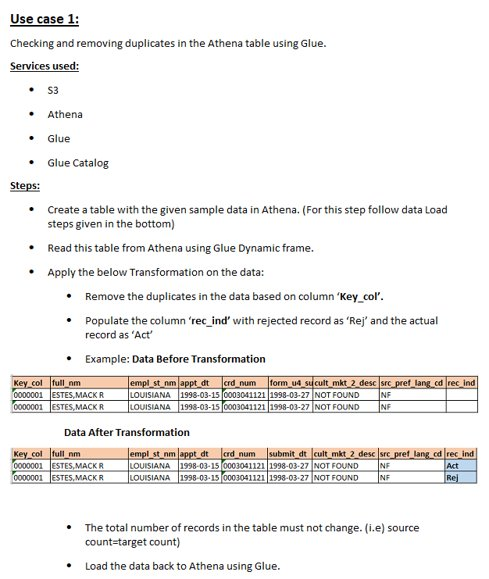 Use case 1:
Checking and removing duplicates in the Athena table using Glue.
Services used:
• S3
• Athena
• Glue
• Glue Catalog
Steps:
• Create a table with the given sample data in Athena. (For this step follow data Load
steps given in the bottom)
• Read this table from Athena using Glue Dynamic frame.
• Apply the below Transformation on the data:
• Remove the duplicates in the data based on column ‘Key_col’.
• Populate the column ‘rec_ind’ with rejected record as ‘Rej’ and the actual
record as ‘Act’
• Example: Data Before Transformation
Key_col full_nm empl_st_nm appt_dt crd_num form_u4_su cult_mkt_2_desc src_pref_lang_cd rec_ind
0000001 ESTES,MACK R LOUISIANA 1998-03-15 0003041121 1998-03-27 NOT FOUND NF
0000001 ESTES,MACK R LOUISIANA 1998-03-15 0003041121 1998-03-27 NOT FOUND NF
Data After Transformation
Key_col full_nm empl_st_nm appt_dt crd_num submit_dt cult_mkt_2_desc src_pref_lang_cd rec_ind
0000001 ESTES,MACK R LOUISIANA 1998-03-15 0003041121 1998-03-27 NOT FOUND NF Act
0000001 ESTES,MACK R LOUISIANA 1998-03-15 0003041121 1998-03-27 NOT FOUND NF Rej
• The total number of records in the table must not change. (i.e) source
count=target count)
• Load the data back to Athena using Glue.